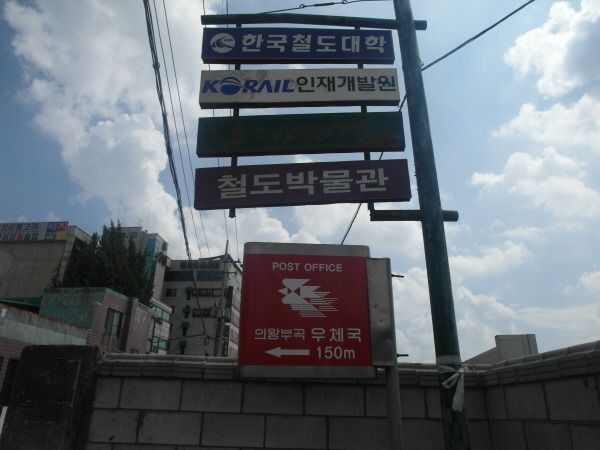 한국철도대학
KORAIL 인재개발원
철도박물관
POST OFFICE
의왕부곡 우체국
150m